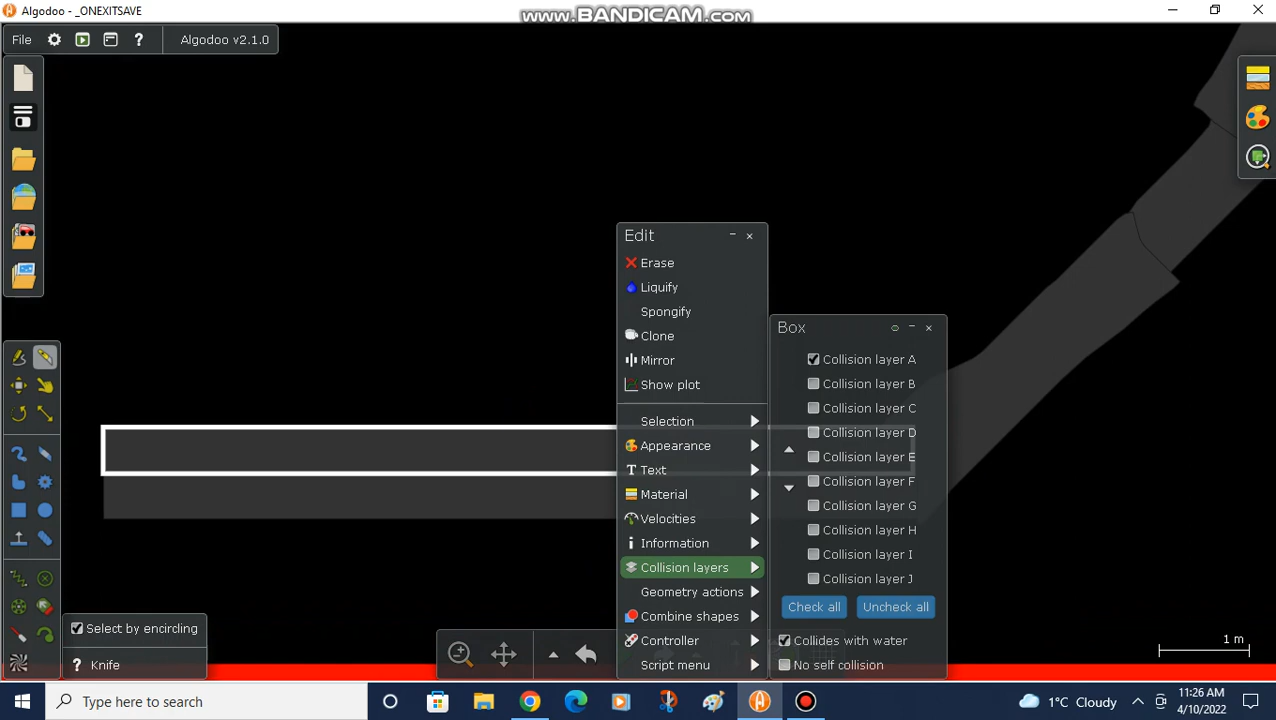 Algodoo - _ONEXITSAVE
www.BANDICAM.com
File
?
Algodoo v2.1.0
Edit
Erase
Liquify
Spongify
Clone
Mirror
Show plot
Selection
Appearance
T Text
Material
Velocities
Information
Collision layers
Geometry actions
Combine shapes
Controller
Script menu
Box
Collision layer A
Collision layer B
Collision layer C
Collision layer D
Collision layer E
Collision layer F
Collision layer G
Collision layer H
Collision layer I
Collision layer J
Check all
Uncheck all
Collides with water
No self collision
Select by encircling
? Knife
1 m
Type here to search
1°C Cloudy
11:26 AM
4/10/2022